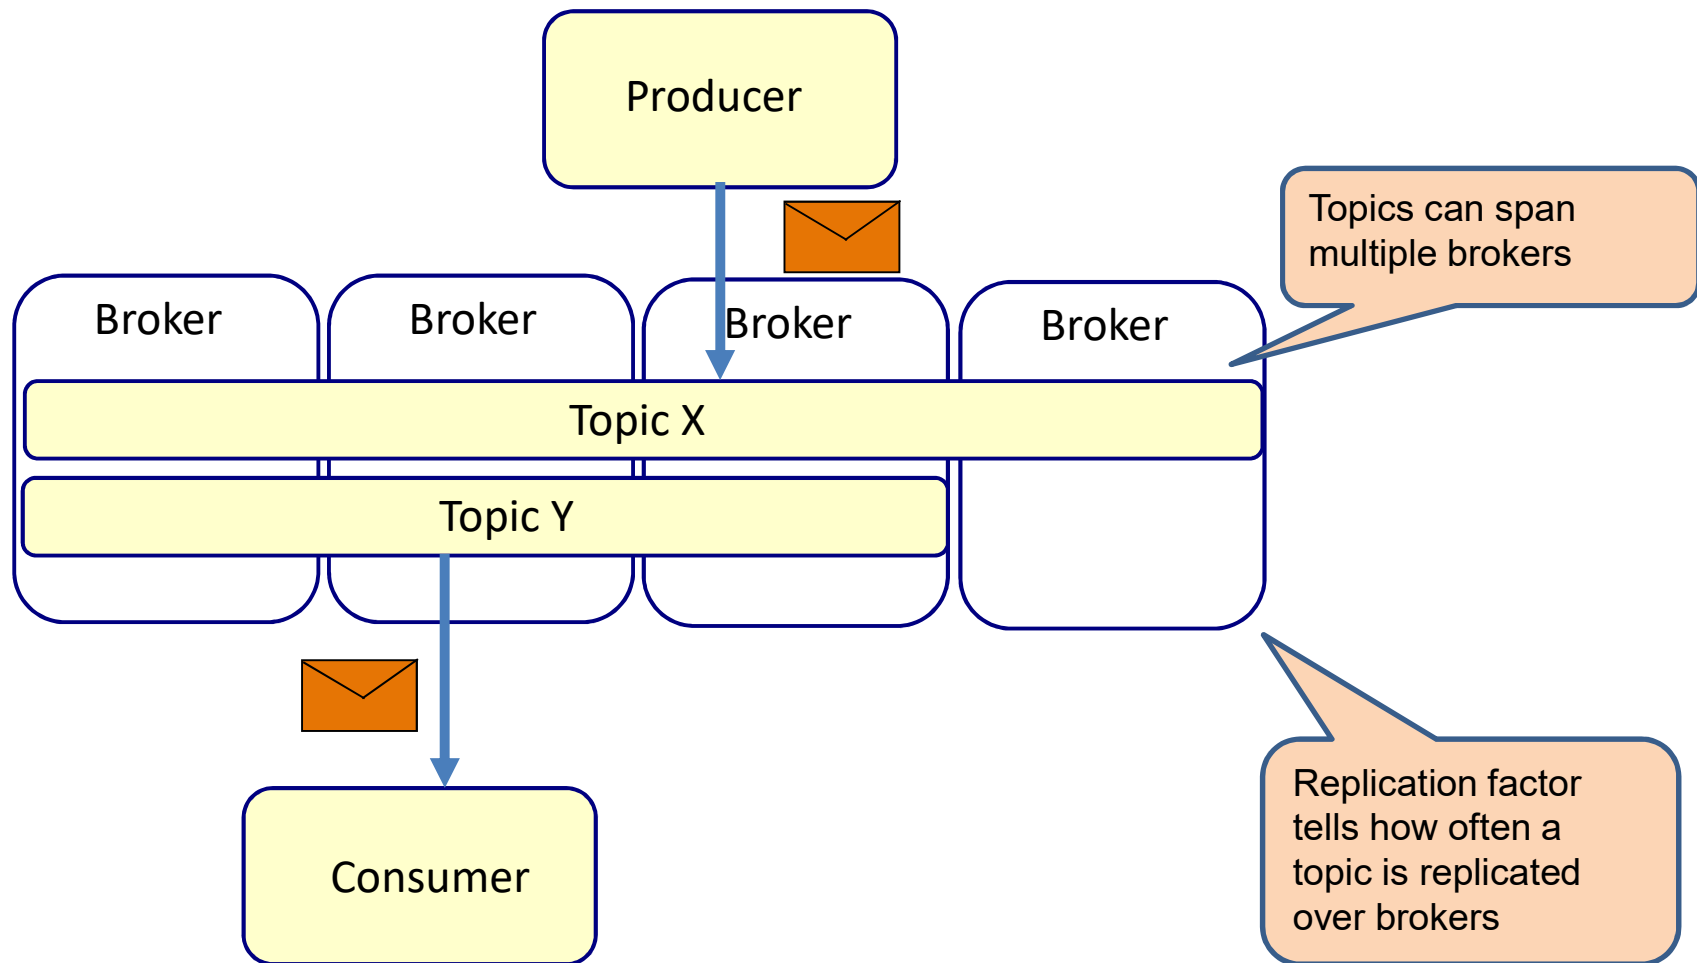 Producer
Topics can span
multiple brokers
Broker
Broker
Broker
Broker
Topic X
Topic Y
Consumer
Replication factor
tells how often a
topic is replicated
over brokers